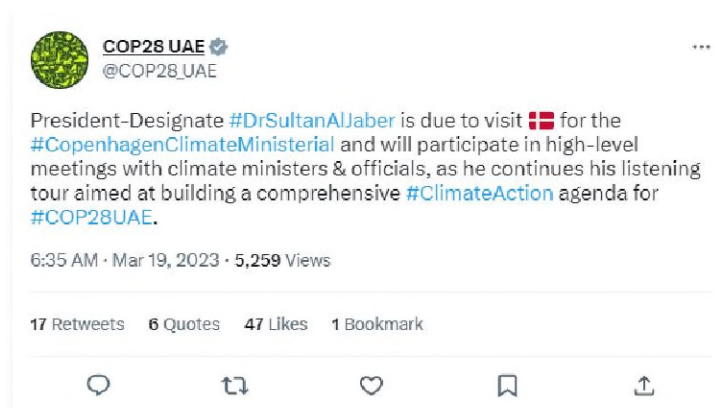 COP28 UAE
@COP28_UAE
President-Designate #DrSultanAlJaber is due to visit 🇩🇰 for the
#CopenhagenClimateMinisterial and will participate in high-level
meetings with climate ministers & officials, as he continues his listening
tour aimed at building a comprehensive #ClimateAction agenda for
#COP28UAE.
6:35 AM · Mar 19, 2023 · 5,259 Views
17 Retweets 6 Quotes 47 Likes 1 Bookmark